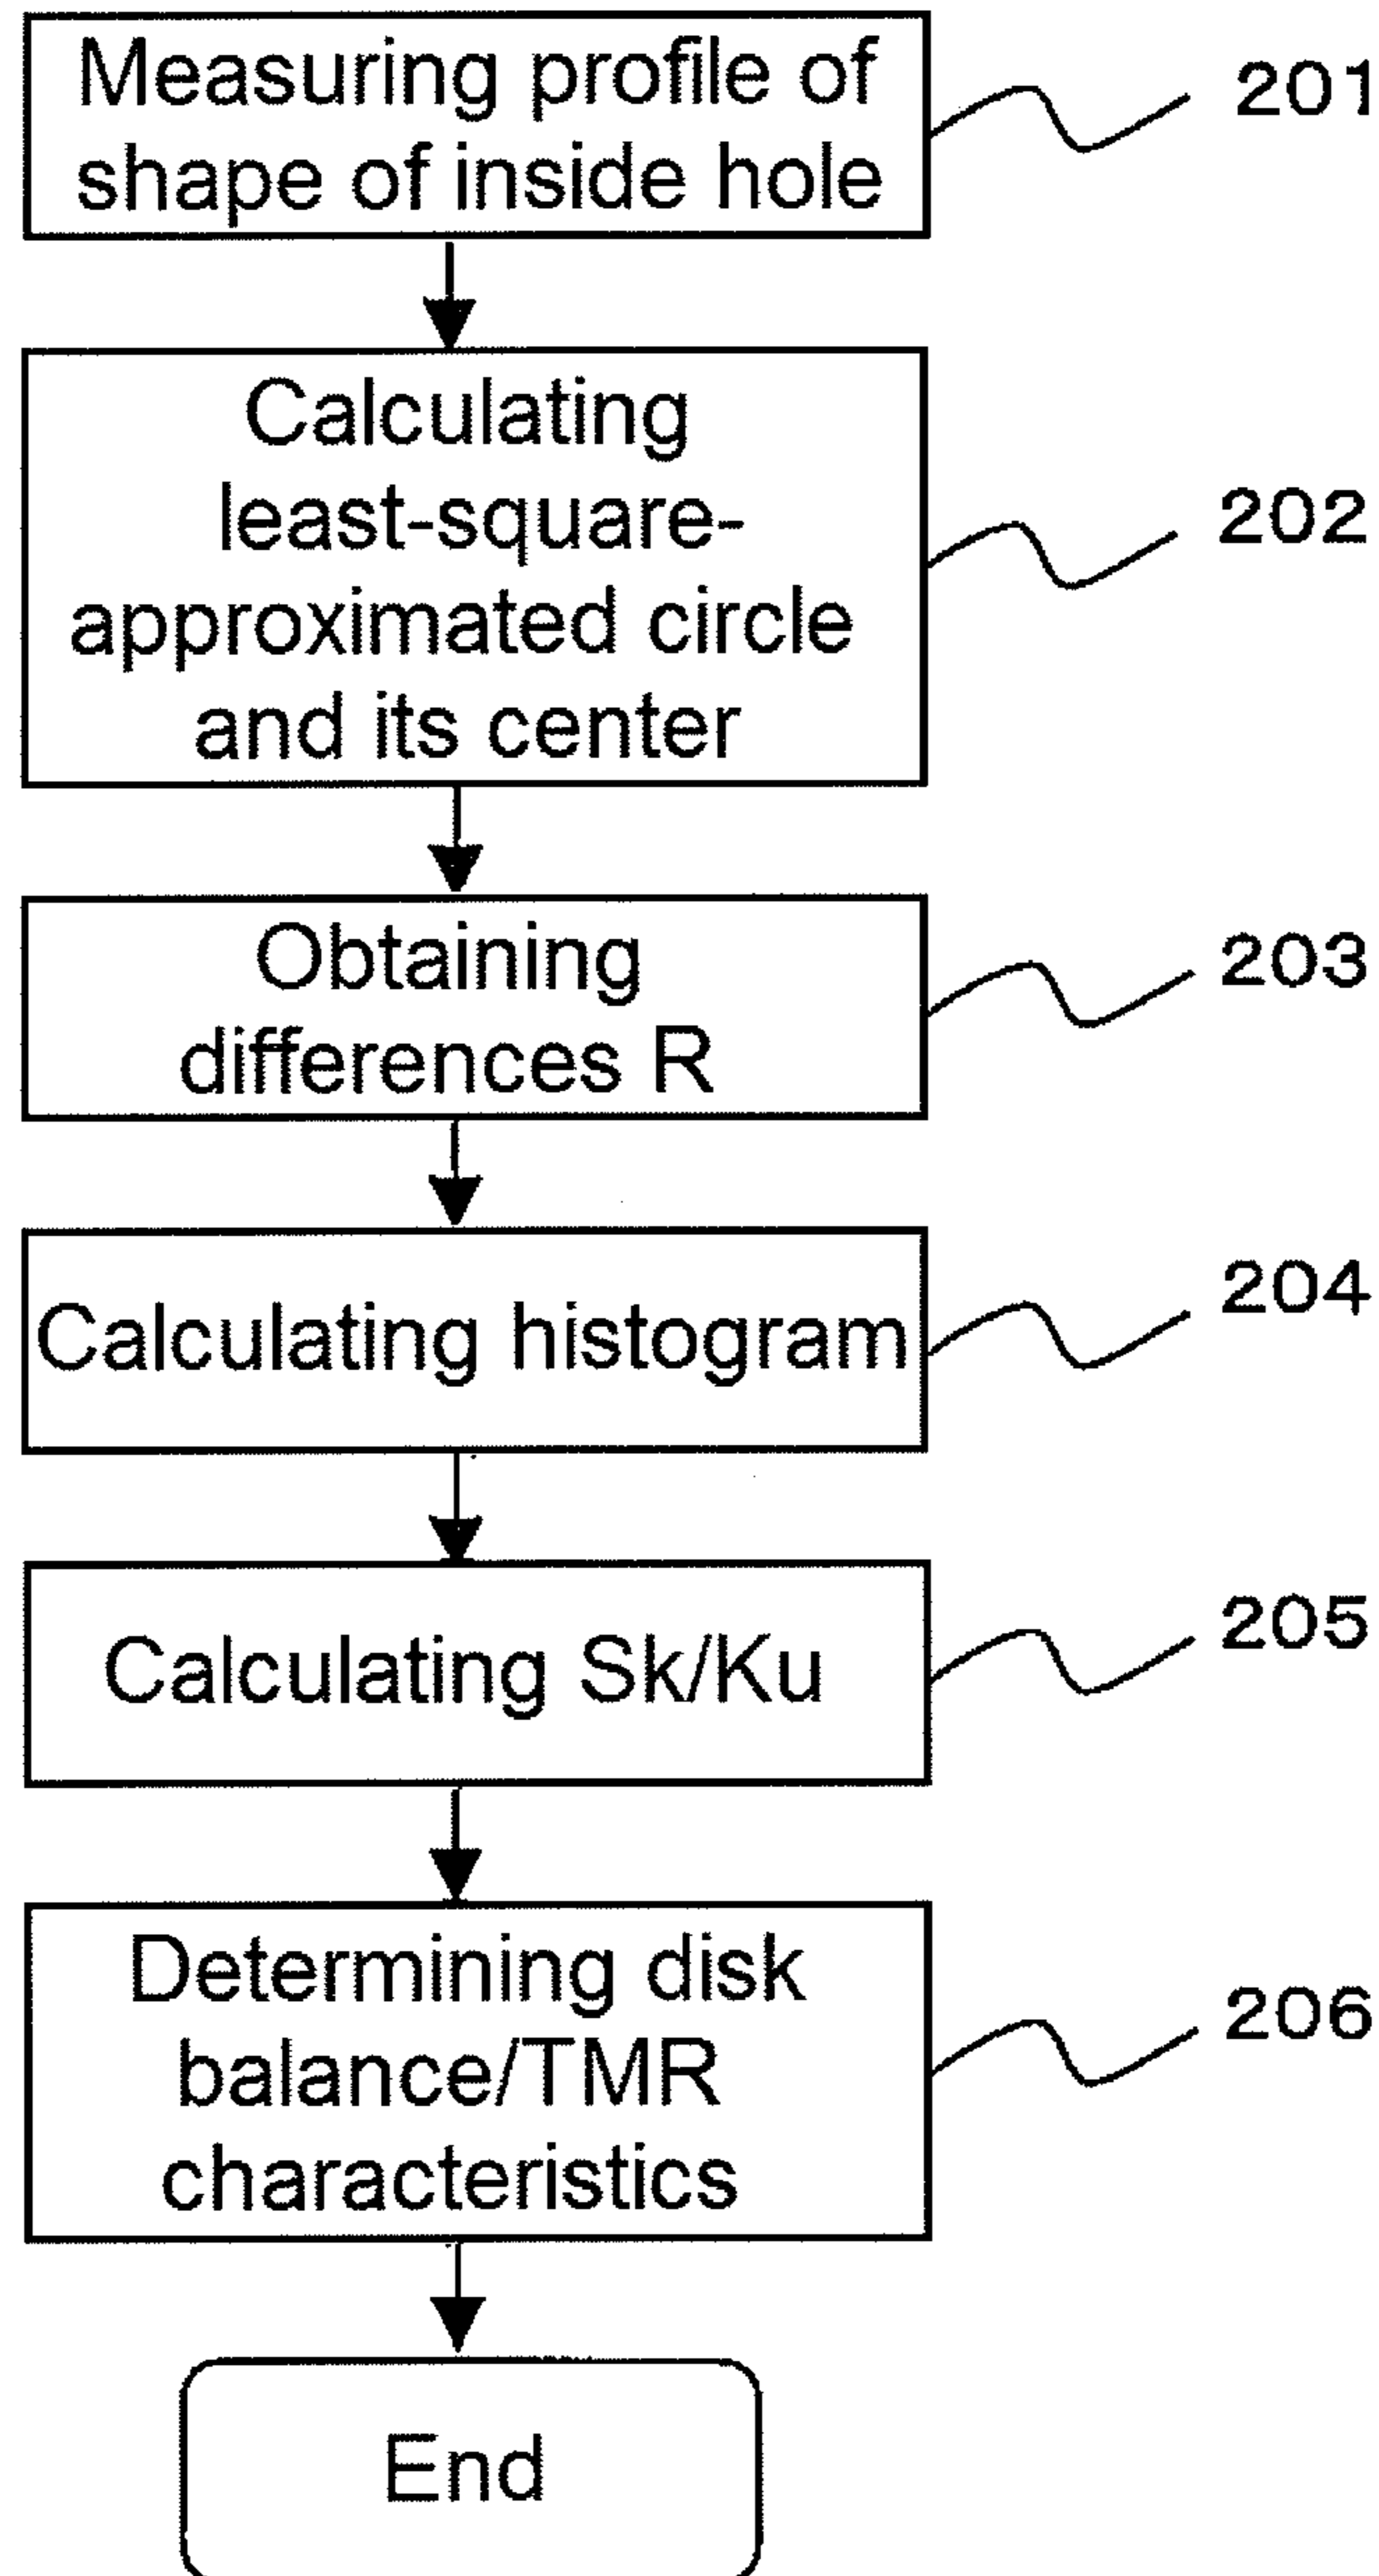 Measuring profile of
shape of inside hole
201
Calculating
least-square-
approximated circle
and its center
202
Obtaining
differences R
203
Calculating histogram
204
Calculating Sk/Ku
205
Determining disk
balance/TMR
characteristics
206
End